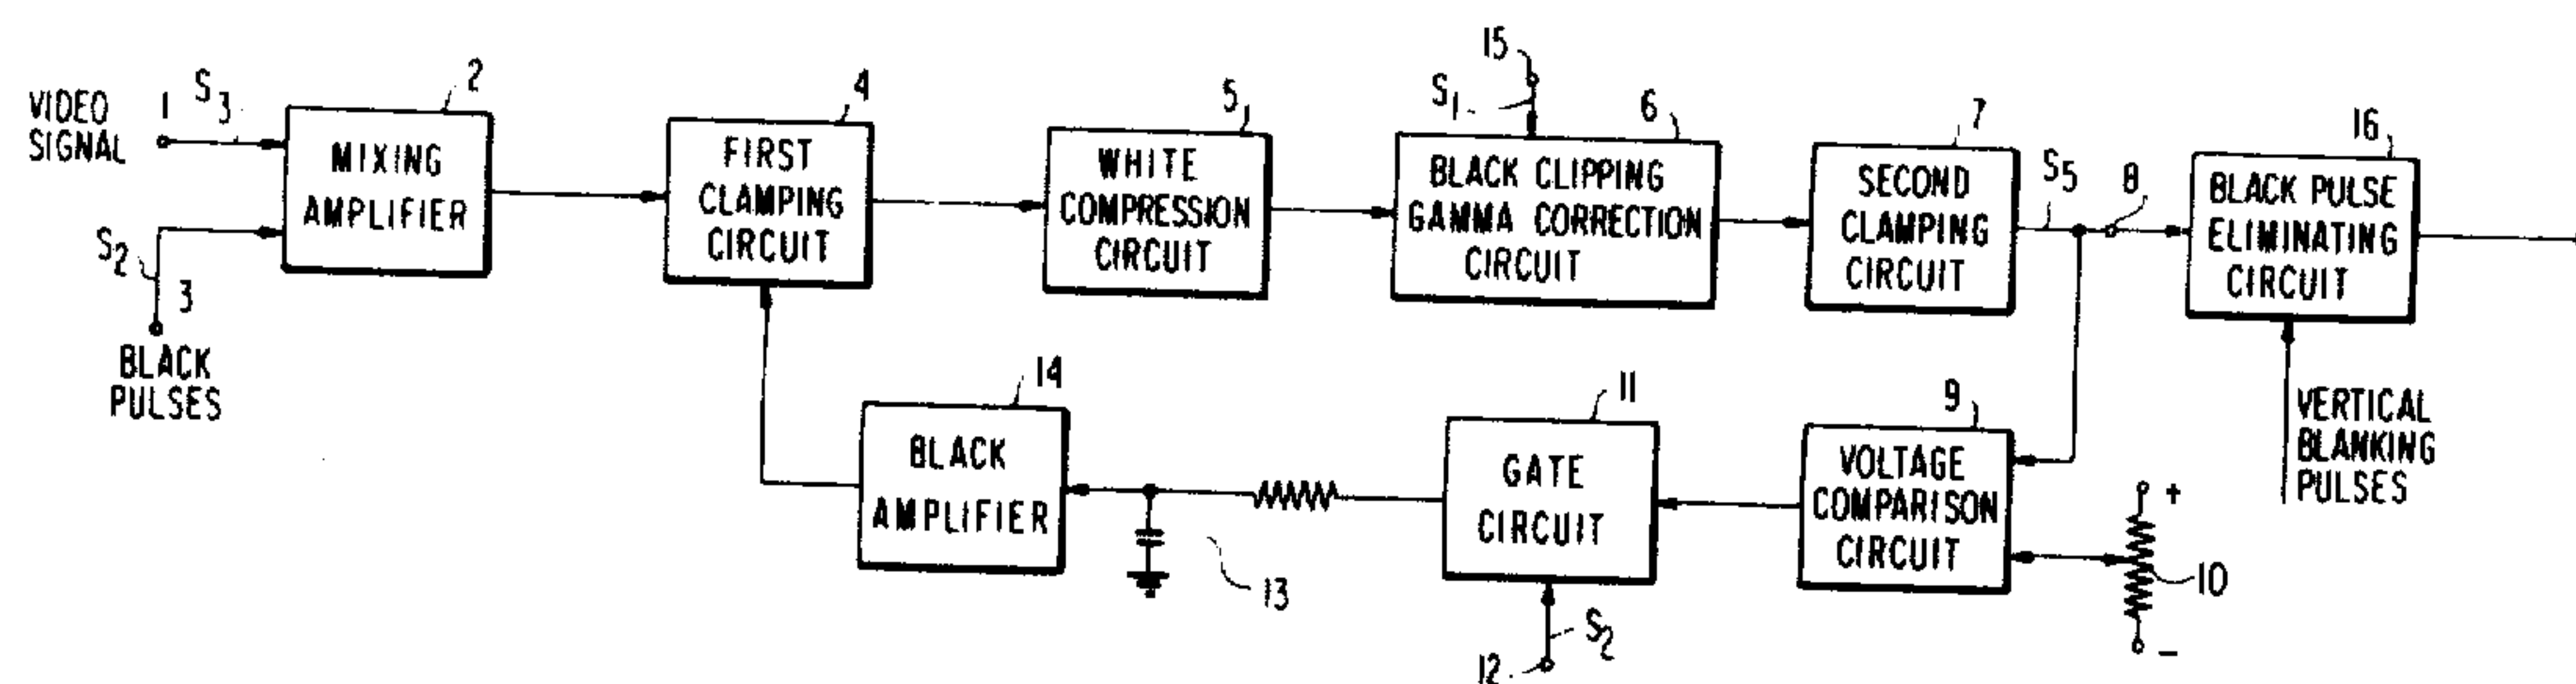 VIDEO
SIGNAL
1
S3
2
MIXING
AMPLIFIER
S2
3
BLACK
PULSES
4
FIRST
CLAMPING
CIRCUIT
5
WHITE
COMPRESSION
CIRCUIT
15
S1
6
BLACK CLIPPING
GAMMA CORRECTION
CIRCUIT
7
SECOND
CLAMPING
CIRCUIT
S5
8
16
BLACK PULSE
ELIMINATING
CIRCUIT
VERTICAL
BLANKING
PULSES
14
BLACK
AMPLIFIER
13
11
GATE
CIRCUIT
12
S2
9
VOLTAGE
COMPARISON
CIRCUIT
+
10
−